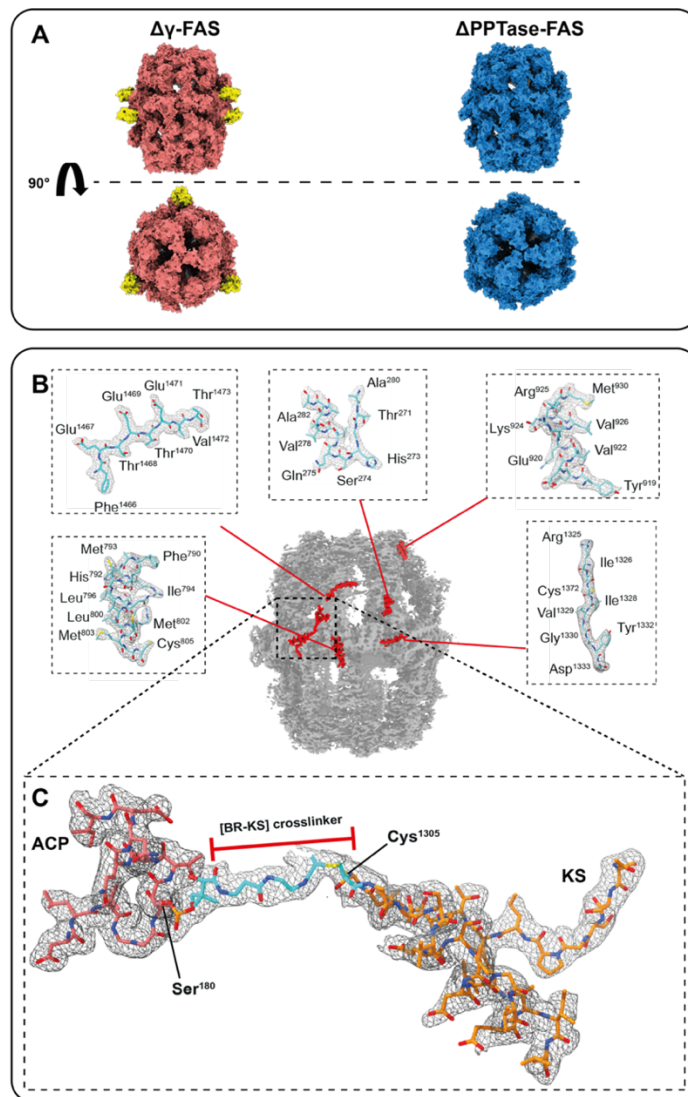 A
Δγ-FAS
ΔPPTase-FAS
90°
B
Glu1467
Glu1469
Glu1471
Thr1473
Thr1468
Thr1470
Val1472
Phe1466
Ala280
Ala282
Thr271
Val278
His273
Gln275
Ser274
Arg925
Met930
Lys924
Val926
Glu920
Val922
Tyr919
Met793
Phe790
His792
Ile794
Leu796
Leu800
Met802
Met803
Cys805
Arg1325
Ile1326
Cys1372
Ile1328
Val1329
Tyr1332
Gly1330
Asp1333
C
ACP
[BR-KS] crosslinker
Cys1305
KS
Ser180